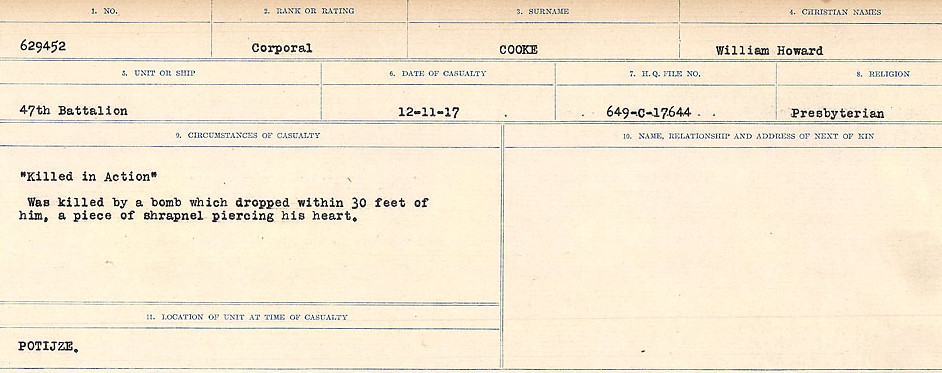 1. NO. 2. RANK OR RATING 3. SURNAME 4. CHRISTIAN NAMES
629452 Corporal COOKE William Howard
5. UNIT OR SHIP 6. DATE OF CASUALTY 7. H.Q. FILE NO. 8. RELIGION
47th Battalion 12-11-17 649-C-17644 Presbyterian
9. CIRCUMSTANCES OF CASUALTY 10. NAME, RELATIONSHIP AND ADDRESS OF NEXT OF KIN
"Killed in Action"
Was killed by a bomb which dropped within 30 feet of
him, a piece of shrapnel piercing his heart.
11. LOCATION OF UNIT AT TIME OF CASUALTY
POTIJZE.